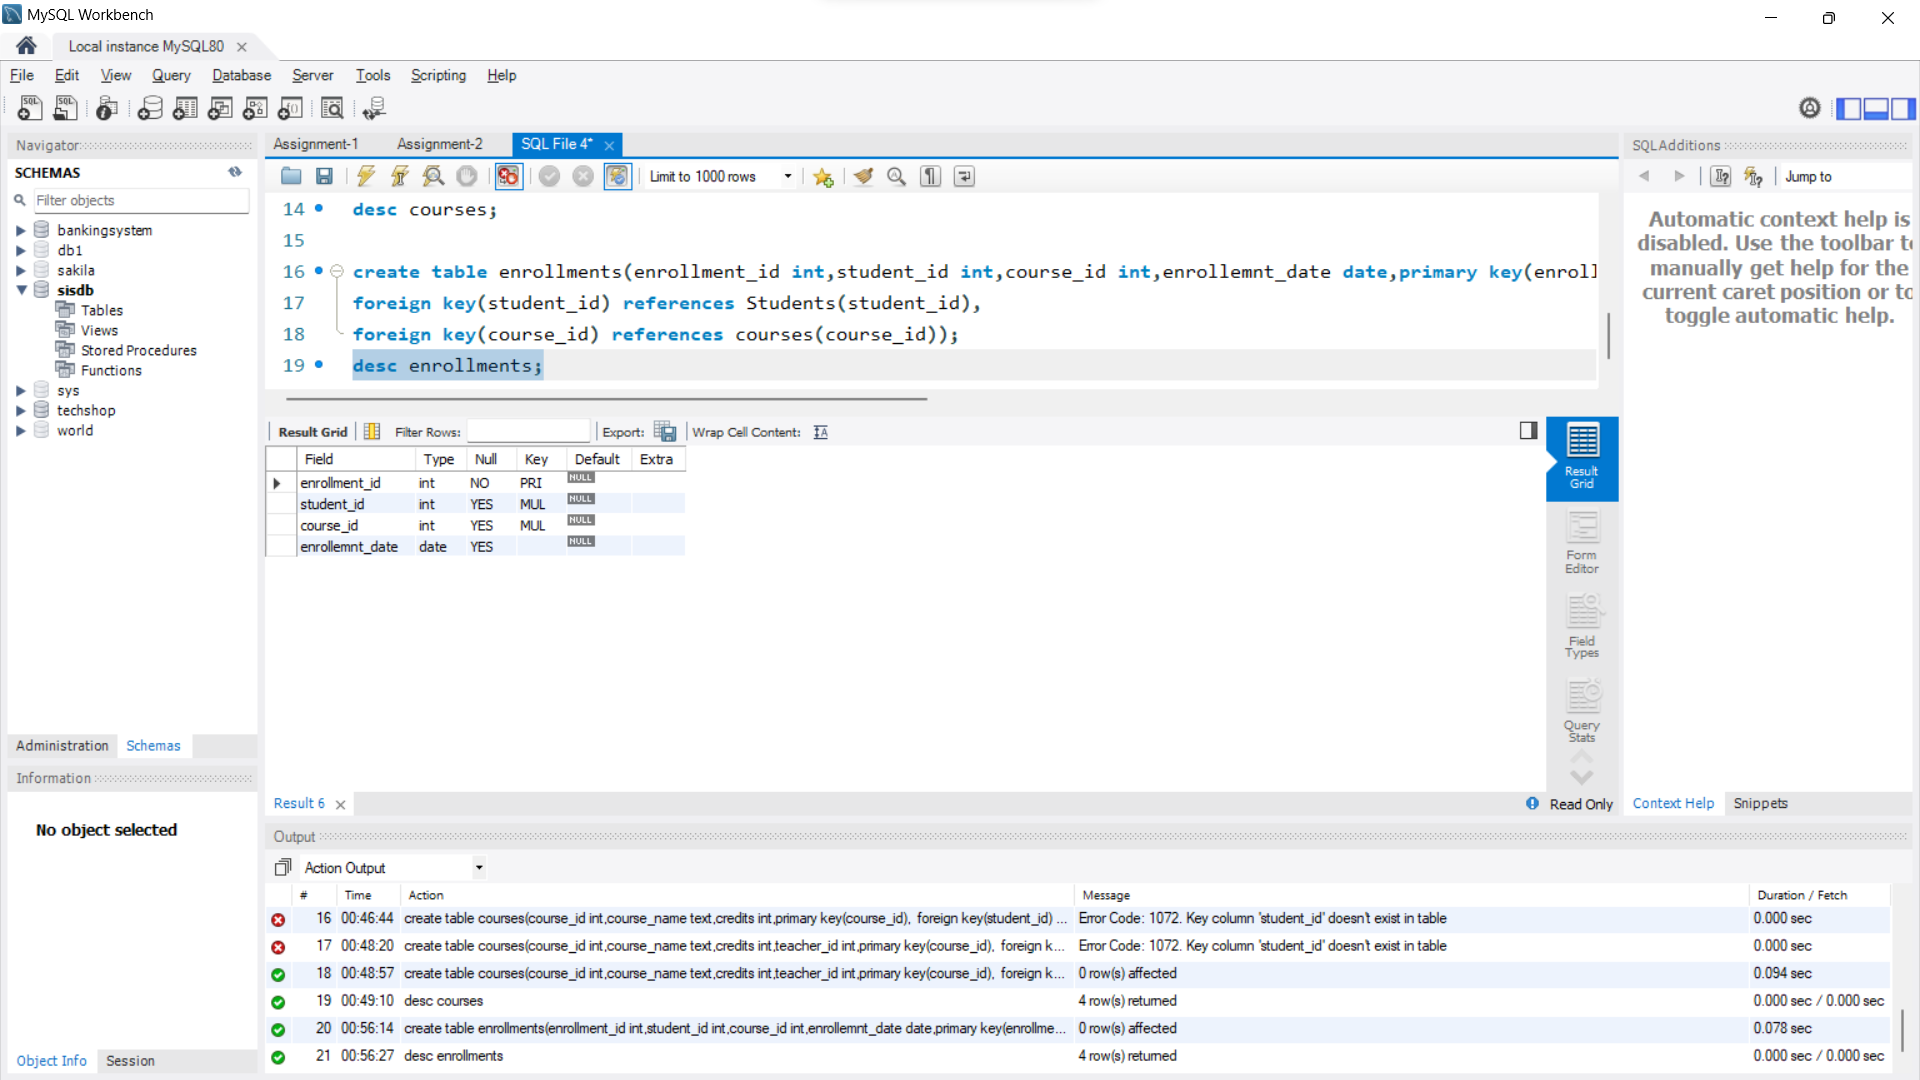 MySQL Workbench
Local instance MySQL80
File Edit View Query Database Server Tools Scripting Help
Navigator
SCHEMAS
Filter objects
bankingsystem
db1
sakila
sisdb
Tables
Views
Stored Procedures
Functions
sys
techshop
world
Administration Schemas
Information
No object selected
Object Info Session
Assignment-1 Assignment-2 SQL File 4*
Limit to 1000 rows
14 desc courses;
15
16 create table enrollments(enrollment_id int,student_id int,course_id int,enrollemnt_date date,primary key(enroll
17 foreign key(student_id) references Students(student_id),
18 foreign key(course_id) references courses(course_id));
19 desc enrollments;
Result Grid Filter Rows: Export: Wrap Cell Content:
Field Type Null Key Default Extra
enrollment_id int NO PRI NULL
student_id int YES MUL NULL
course_id int YES MUL NULL
enrollemnt_date date YES NULL
Result Grid
Form Editor
Field Types
Query Stats
Result 6
Read Only
SQLAdditions
Jump to
Automatic context help is
disabled. Use the toolbar to
manually get help for the
current caret position or to
toggle automatic help.
Context Help Snippets
Output
Action Output
# Time Action Message Duration / Fetch
16 00:46:44 create table courses(course_id int,course_name text,credits int,primary key(course_id), foreign key(student_id) ... Error Code: 1072. Key column 'student_id' doesn't exist in table 0.000 sec
17 00:48:20 create table courses(course_id int,course_name text,credits int,teacher_id int,primary key(course_id), foreign k... Error Code: 1072. Key column 'student_id' doesn't exist in table 0.000 sec
18 00:48:57 create table courses(course_id int,course_name text,credits int,teacher_id int,primary key(course_id), foreign k... 0 row(s) affected 0.094 sec
19 00:49:10 desc courses 4 row(s) returned 0.000 sec / 0.000 sec
20 00:56:14 create table enrollments(enrollment_id int,student_id int,course_id int,enrollemnt_date date,primary key(enrollme... 0 row(s) affected 0.078 sec
21 00:56:27 desc enrollments 4 row(s) returned 0.000 sec / 0.000 sec